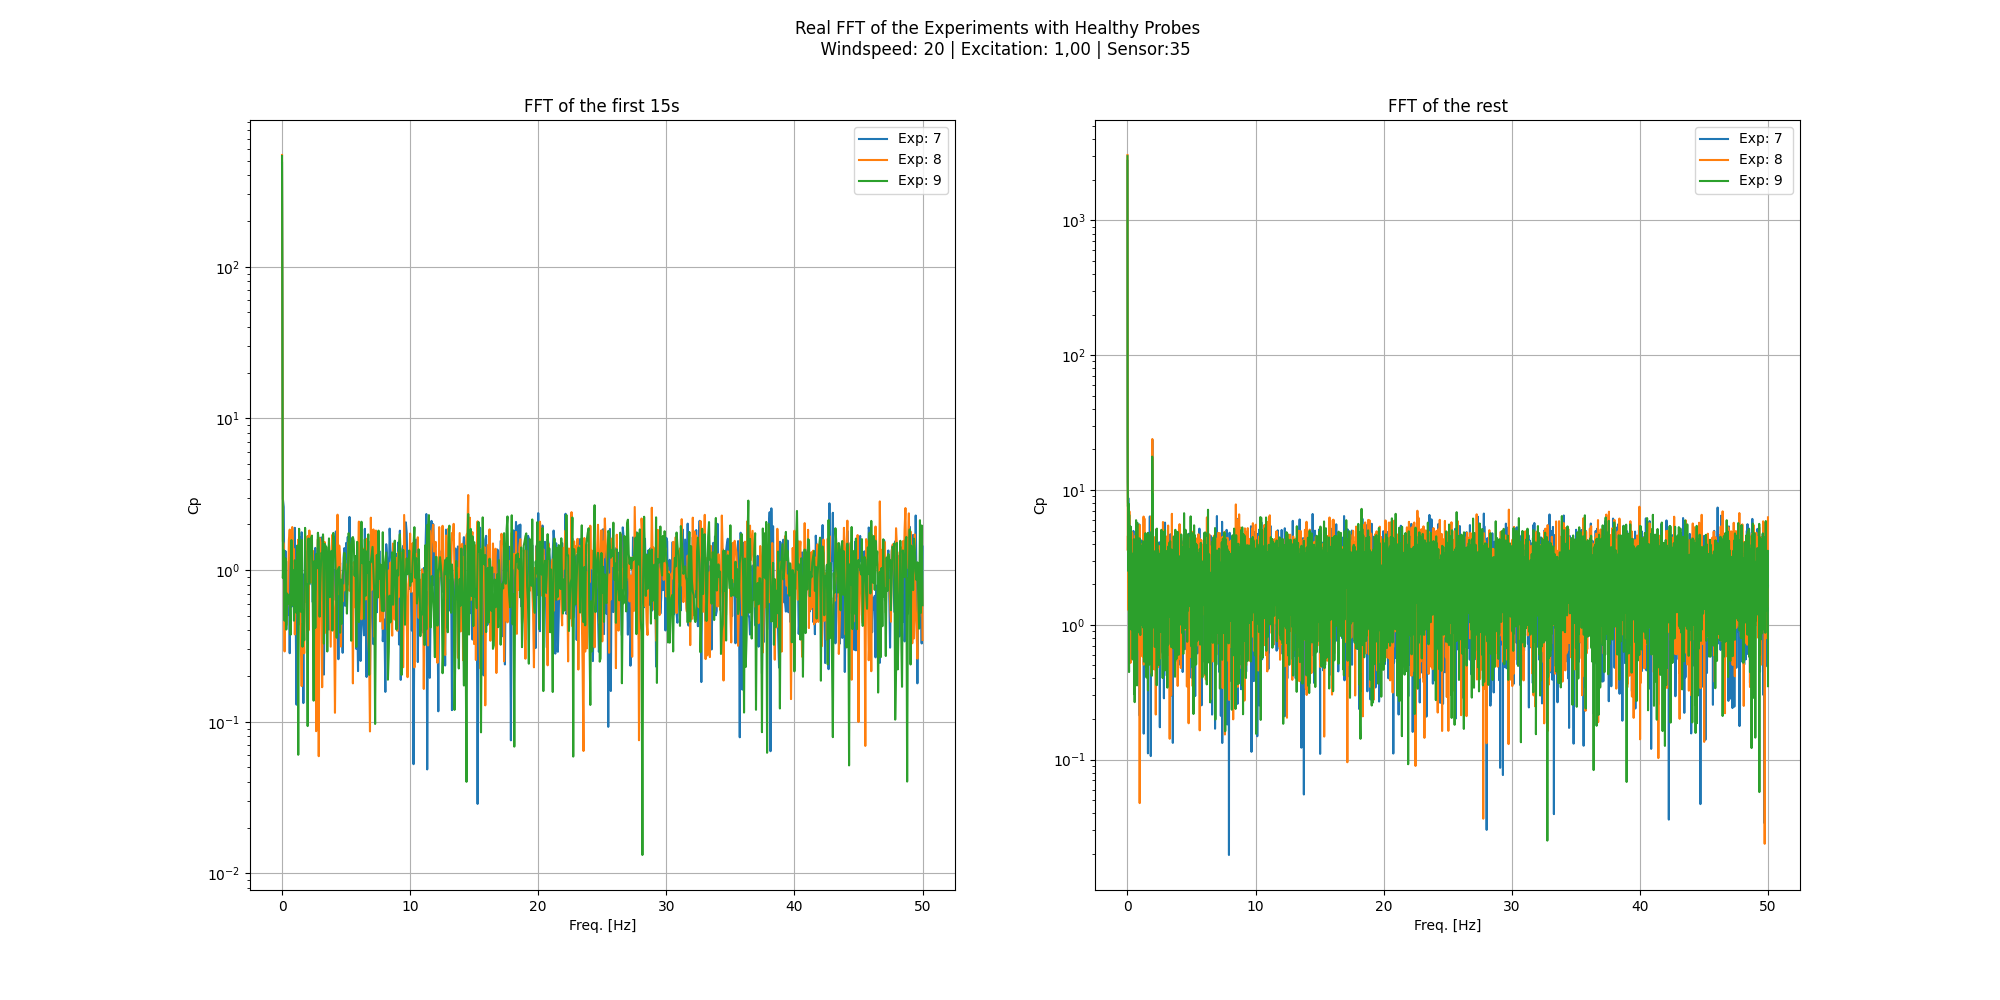 Real FFT of the Experiments with Healthy Probes
Windspeed: 20 | Excitation: 1,00 | Sensor:35
FFT of the first 15s
Exp: 7
Exp: 8
Exp: 9
10²
10¹
10⁰
10⁻¹
10⁻²
Cp
0 10 20 30 40 50
Freq. [Hz]
FFT of the rest
Exp: 7
Exp: 8
Exp: 9
10³
10²
10¹
10⁰
10⁻¹
Cp
0 10 20 30 40 50
Freq. [Hz]